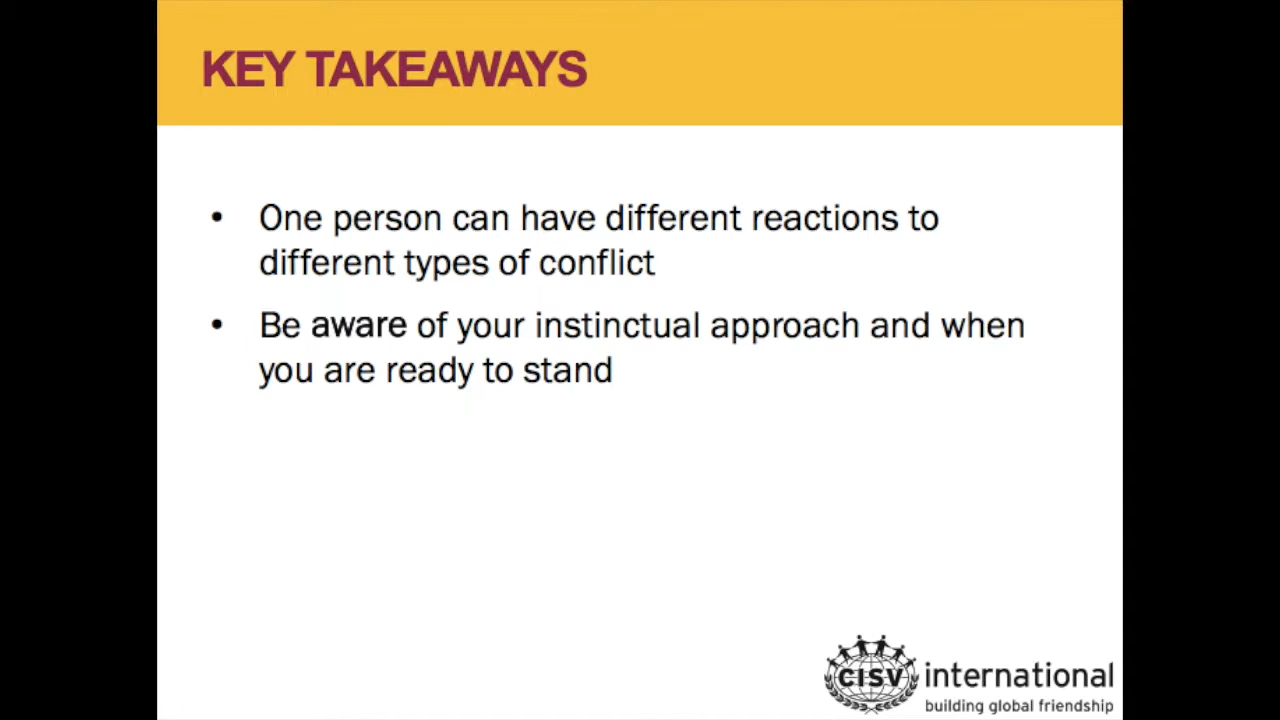 KEY TAKEAWAYS
• One person can have different reactions to
different types of conflict
• Be aware of your instinctual approach and when
you are ready to stand
CISV international
building global friendship